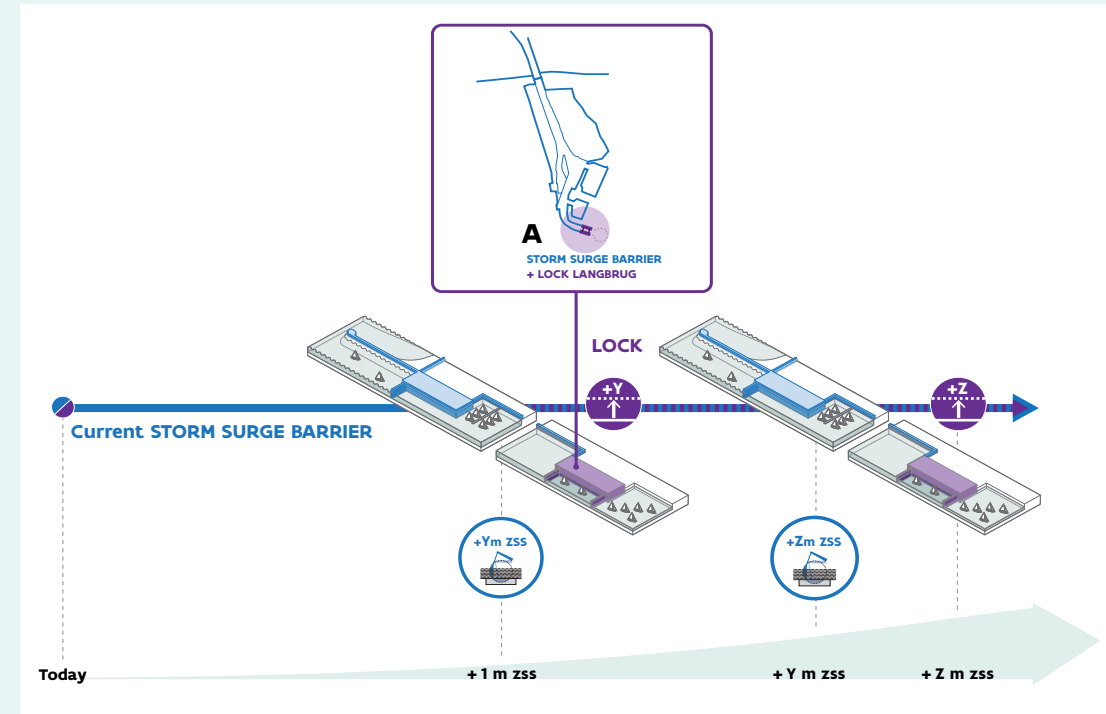 A
STORM SURGE BARRIER
+ LOCK LANGBRUG
LOCK
+Y
+Z
Current STORM SURGE BARRIER
+Ym zss
+Zm zss
Today
+ 1 m zss
+ Y m zss
+ Z m zss